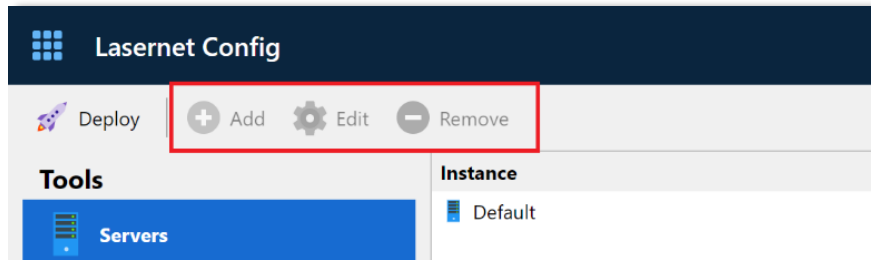 Lasernet Config
Deploy Add Edit Remove
Tools
Instance
Servers
Default